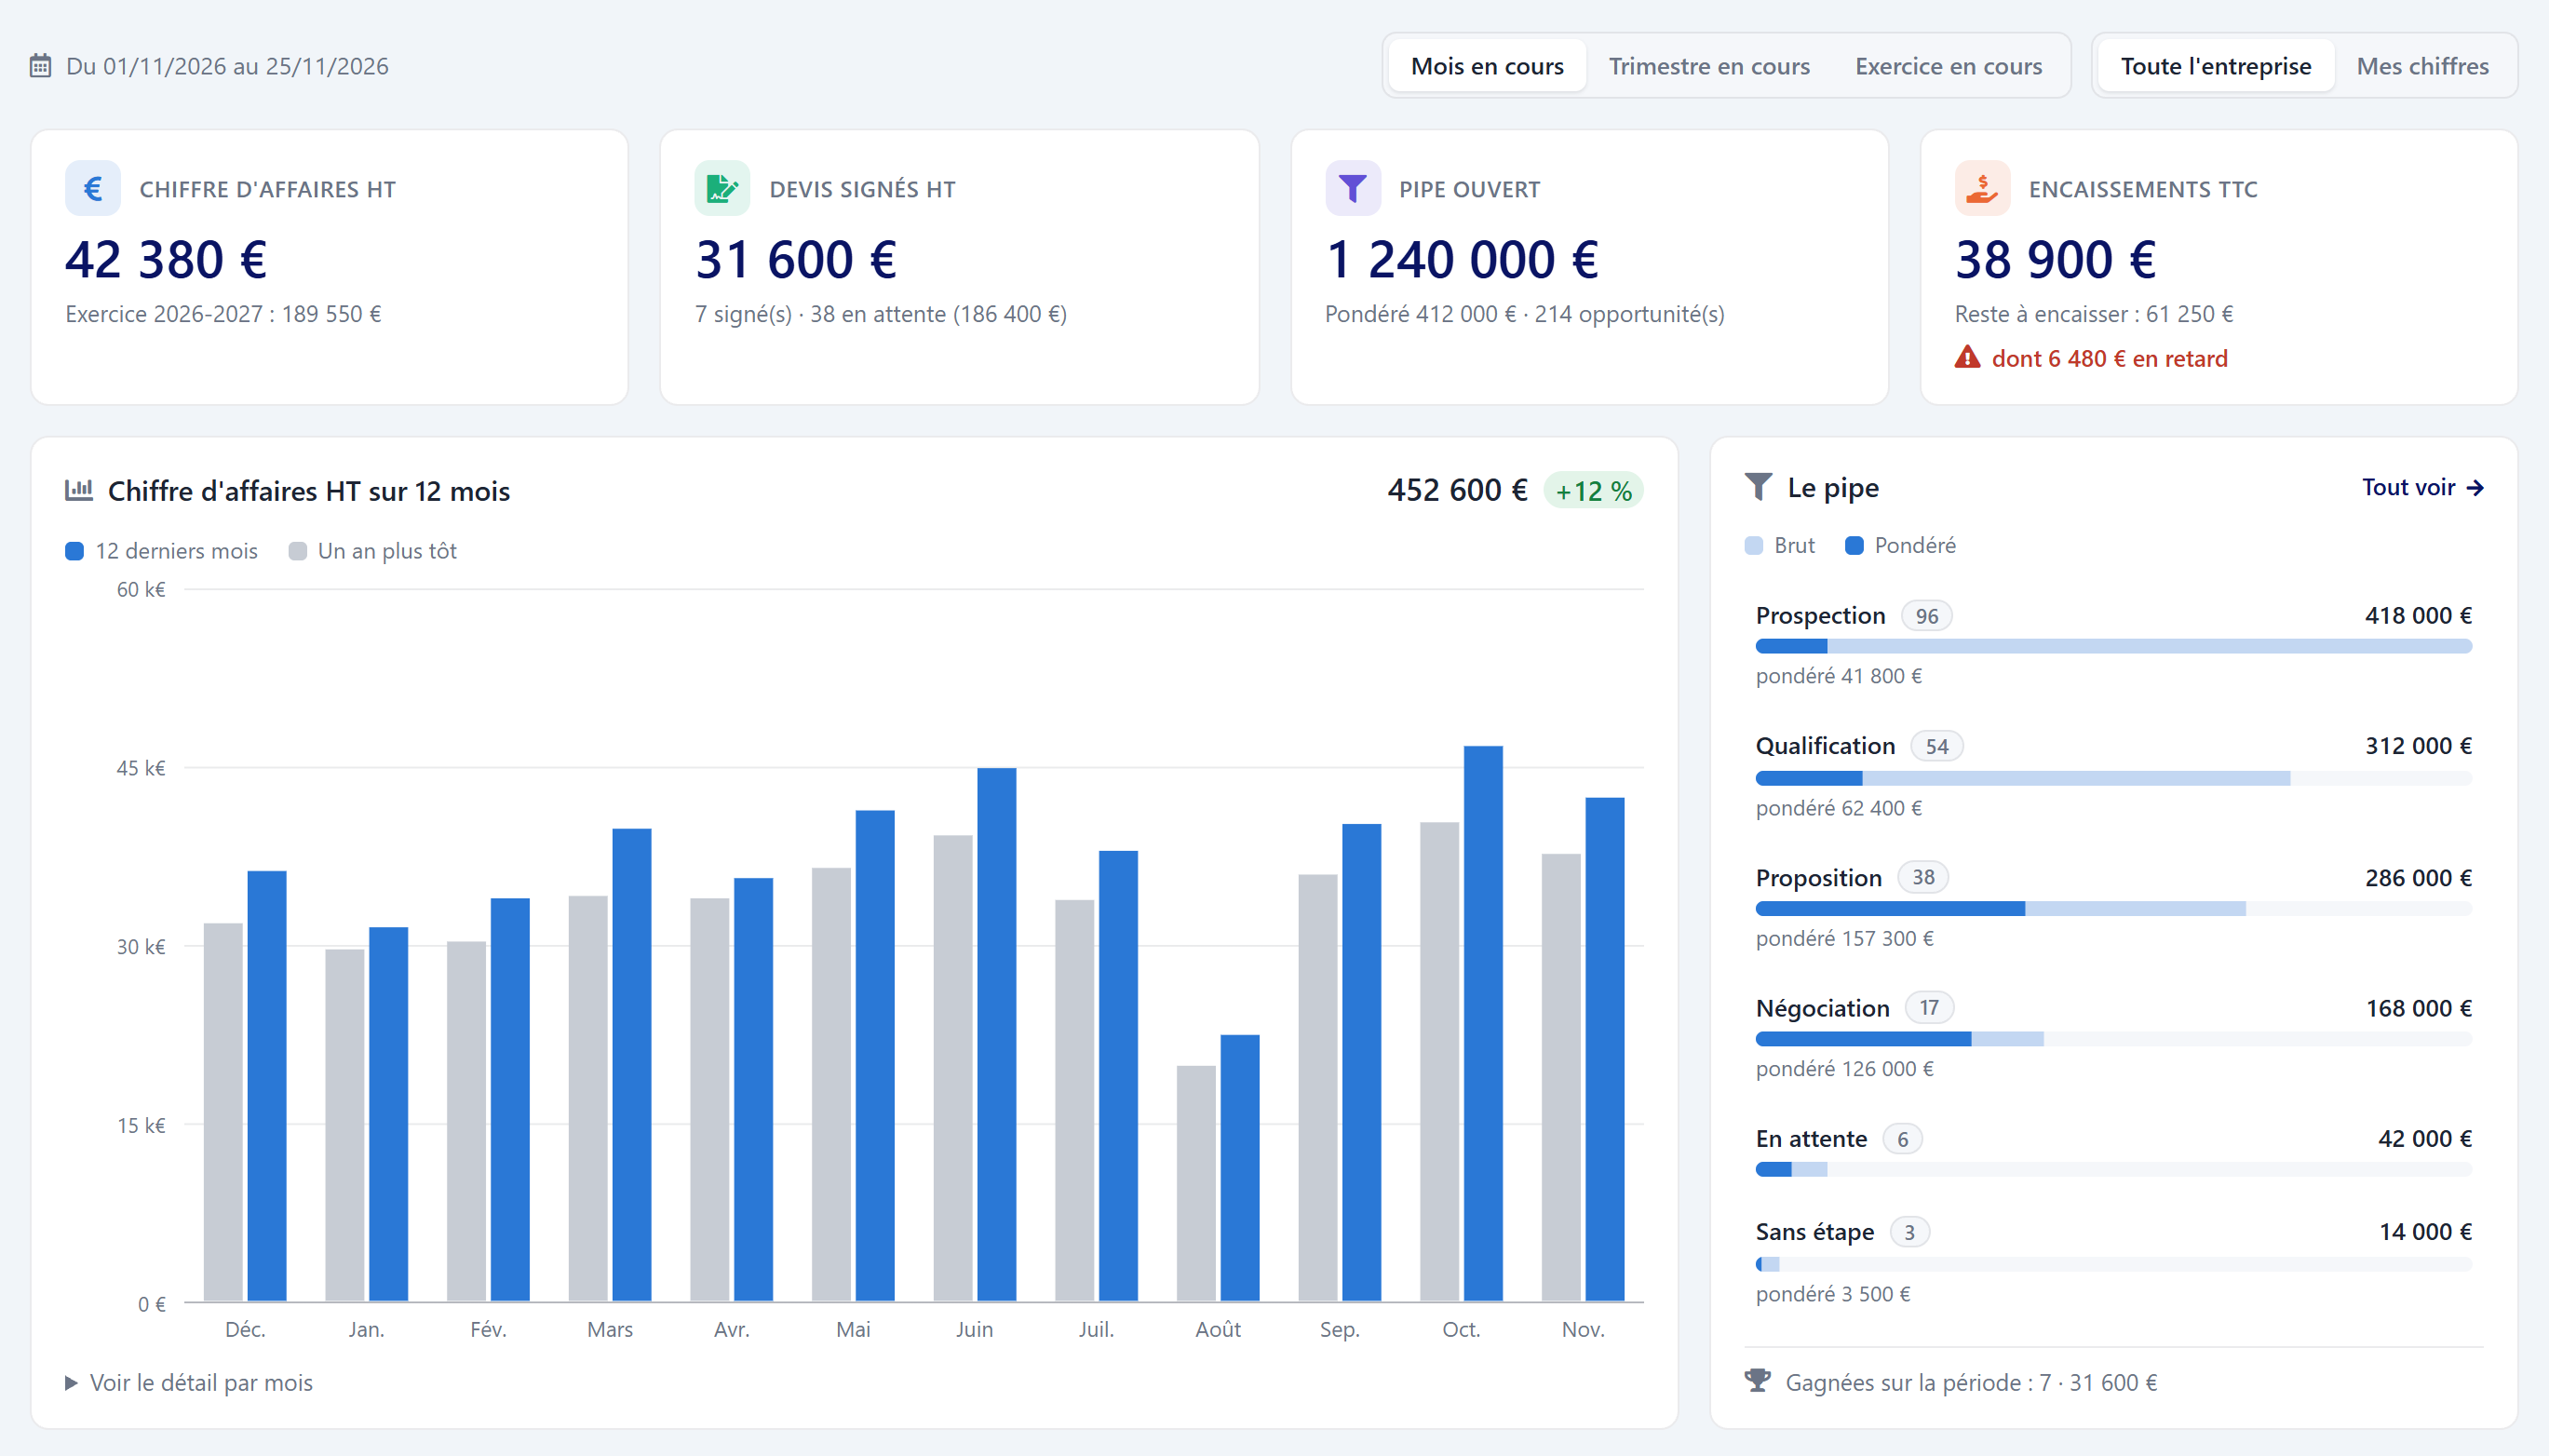 Du 01/11/2026 au 25/11/2026
Mois en cours
Trimestre en cours
Exercice en cours
Toute l'entreprise
Mes chiffres
€ CHIFFRE D'AFFAIRES HT
42 380 €
Exercice 2026-2027 : 189 550 €
DEVIS SIGNÉS HT
31 600 €
7 signé(s) · 38 en attente (186 400 €)
PIPE OUVERT
1 240 000 €
Pondéré 412 000 € · 214 opportunité(s)
ENCAISSEMENTS TTC
38 900 €
Reste à encaisser : 61 250 €
dont 6 480 € en retard
Chiffre d'affaires HT sur 12 mois
452 600 € +12 %
12 derniers mois
Un an plus tôt
60 k€
45 k€
30 k€
15 k€
0 €
Déc.
Jan.
Fév.
Mars
Avr.
Mai
Juin
Juil.
Août
Sep.
Oct.
Nov.
Voir le détail par mois
Le pipe
Tout voir →
Brut
Pondéré
Prospection 96 418 000 €
pondéré 41 800 €
Qualification 54 312 000 €
pondéré 62 400 €
Proposition 38 286 000 €
pondéré 157 300 €
Négociation 17 168 000 €
pondéré 126 000 €
En attente 6 42 000 €
Sans étape 3 14 000 €
pondéré 3 500 €
Gagnées sur la période : 7 · 31 600 €